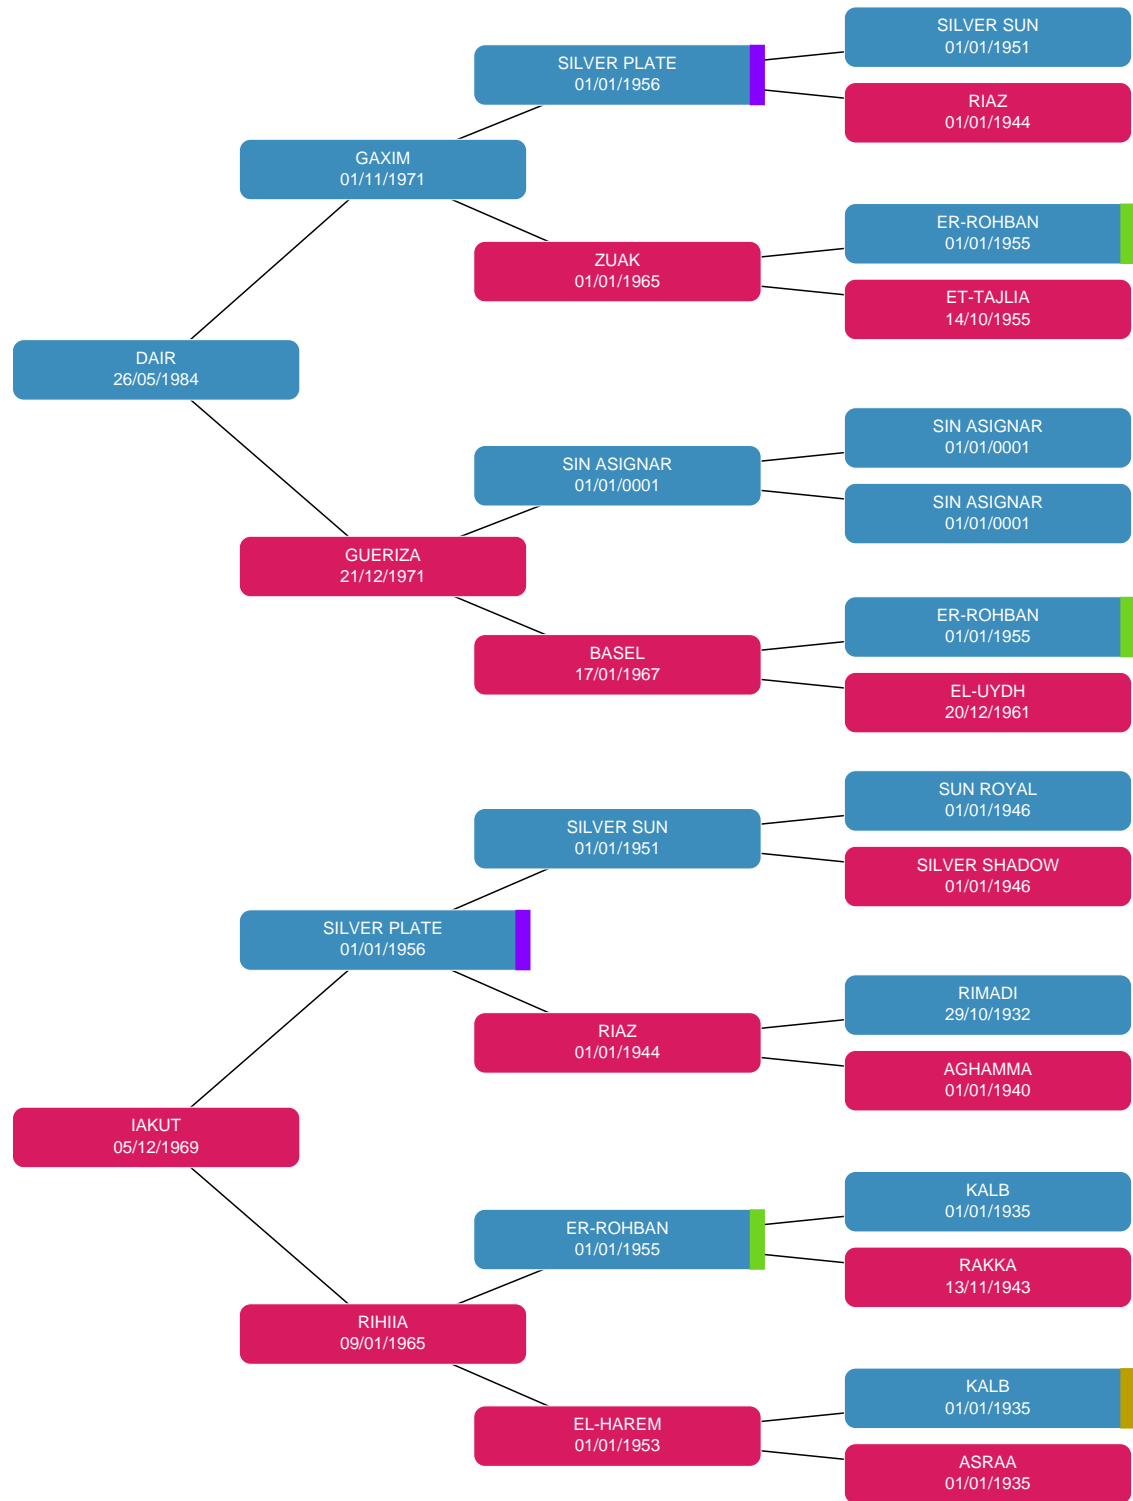 SILVER SUN
01/01/1951
SILVER PLATE
01/01/1956
RIAZ
01/01/1944
GAXIM
01/11/1971
ER-ROHBAN
01/01/1955
ZUAK
01/01/1965
ET-TAJLIA
14/10/1955
DAIR
26/05/1984
SIN ASIGNAR
01/01/0001
SIN ASIGNAR
01/01/0001
SIN ASIGNAR
01/01/0001
GUERIZA
21/12/1971
ER-ROHBAN
01/01/1955
BASEL
17/01/1967
EL-UYDH
20/12/1961
SUN ROYAL
01/01/1946
SILVER SUN
01/01/1951
SILVER SHADOW
01/01/1946
SILVER PLATE
01/01/1956
RIMADI
29/10/1932
RIAZ
01/01/1944
AGHAMMA
01/01/1940
IAKUT
05/12/1969
KALB
01/01/1935
ER-ROHBAN
01/01/1955
RAKKA
13/11/1943
RIHIIA
09/01/1965
KALB
01/01/1935
EL-HAREM
01/01/1953
ASRAA
01/01/1935